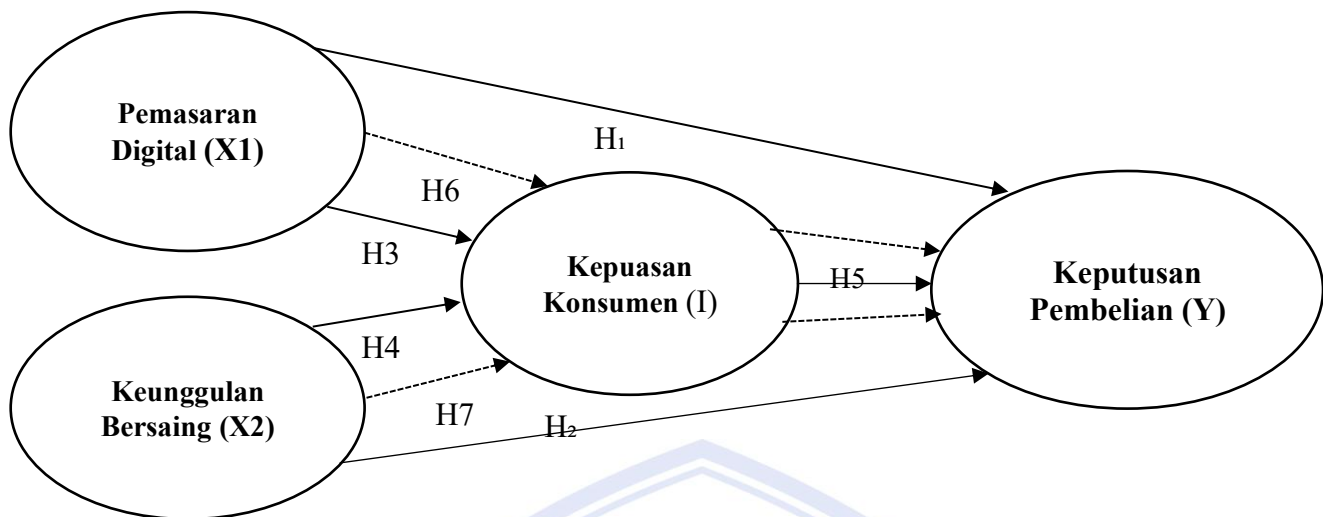 Pemasaran
Digital (X1)
H₁
H6
H3
Kepuasan
Konsumen (I)
H5
Keputusan
Pembelian (Y)
H4
Keunggulan
Bersaing (X2)
H7
H₂